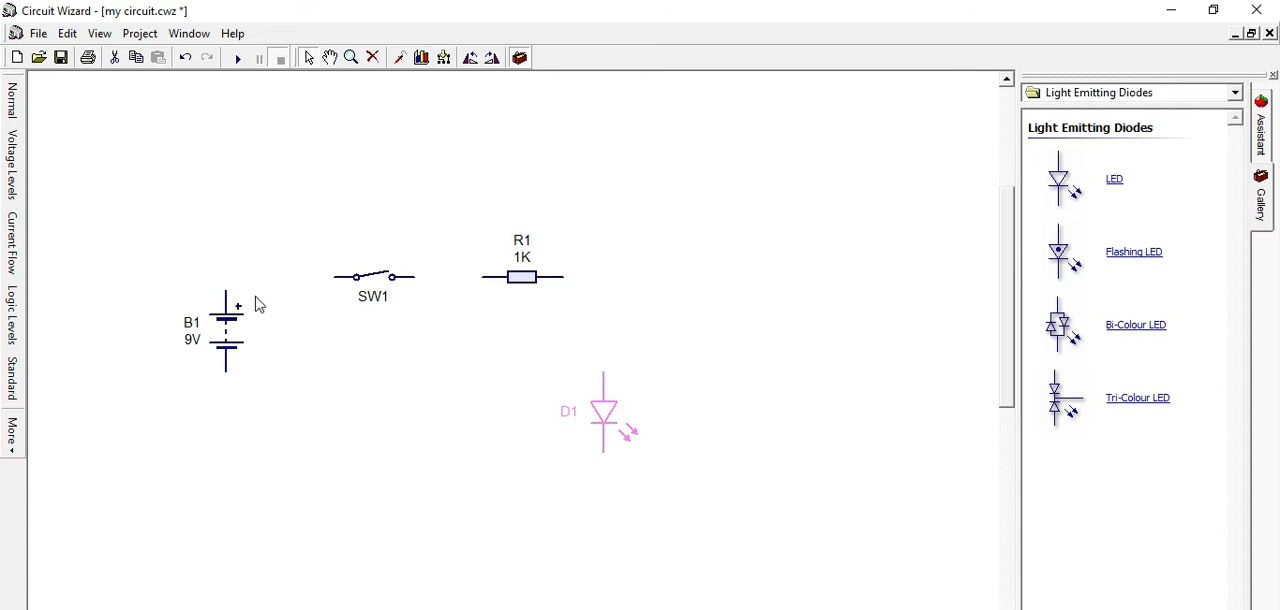 Circuit Wizard - [my circuit.cwz *]
File Edit View Project Window Help
Normal
Voltage Levels
Current Flow
Logic Levels
Standard
More
R1
1K
SW1
+
B1
9V
D1
Light Emitting Diodes
Light Emitting Diodes
LED
Flashing LED
Bi-Colour LED
Tri-Colour LED
Assistant
Gallery